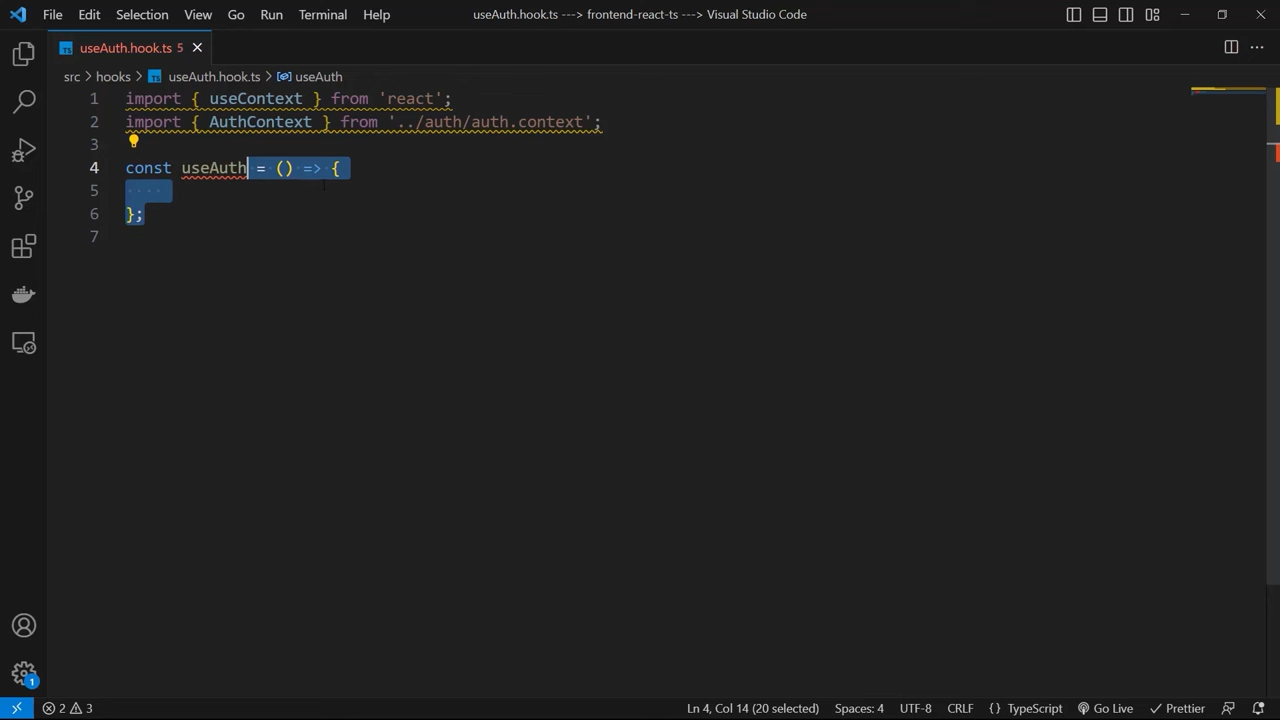 File Edit Selection View Go Run Terminal Help
useAuth.hook.ts ---> frontend-react-ts ---> Visual Studio Code
TS useAuth.hook.ts 5
src > hooks > TS useAuth.hook.ts > useAuth
1 import { useContext } from 'react';
2 import { AuthContext } from '../auth/auth.context';
3
4 const useAuth = () => {
5 ····
6 };
7
1
2 3 Ln 4, Col 14 (20 selected) Spaces: 4 UTF-8 CRLF {} TypeScript Go Live Prettier